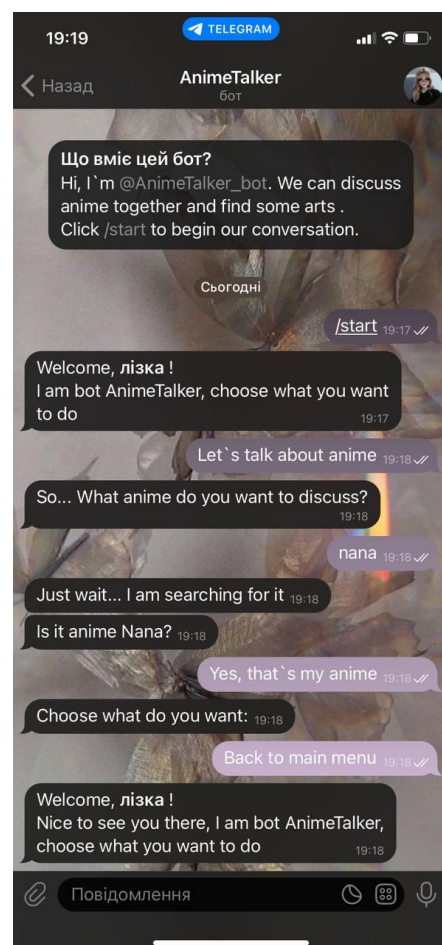 19:19
TELEGRAM
Назад
AnimeTalker
бот
Що вміє цей бот?
Hi, I`m @AnimeTalker_bot. We can discuss
anime together and find some arts .
Click /start to begin our conversation.
Сьогодні
/start 19:17
Welcome, лізка !
I am bot AnimeTalker, choose what you want
to do
19:17
Let`s talk about anime 19:18
So... What anime do you want to discuss?
19:18
nana 19:18
Just wait... I am searching for it 19:18
Is it anime Nana? 19:18
Yes, that`s my anime 19:18
Choose what do you want: 19:18
Back to main menu 19:18
Welcome, лізка !
Nice to see you there, I am bot AnimeTalker,
choose what you want to do 19:18
Повідомлення